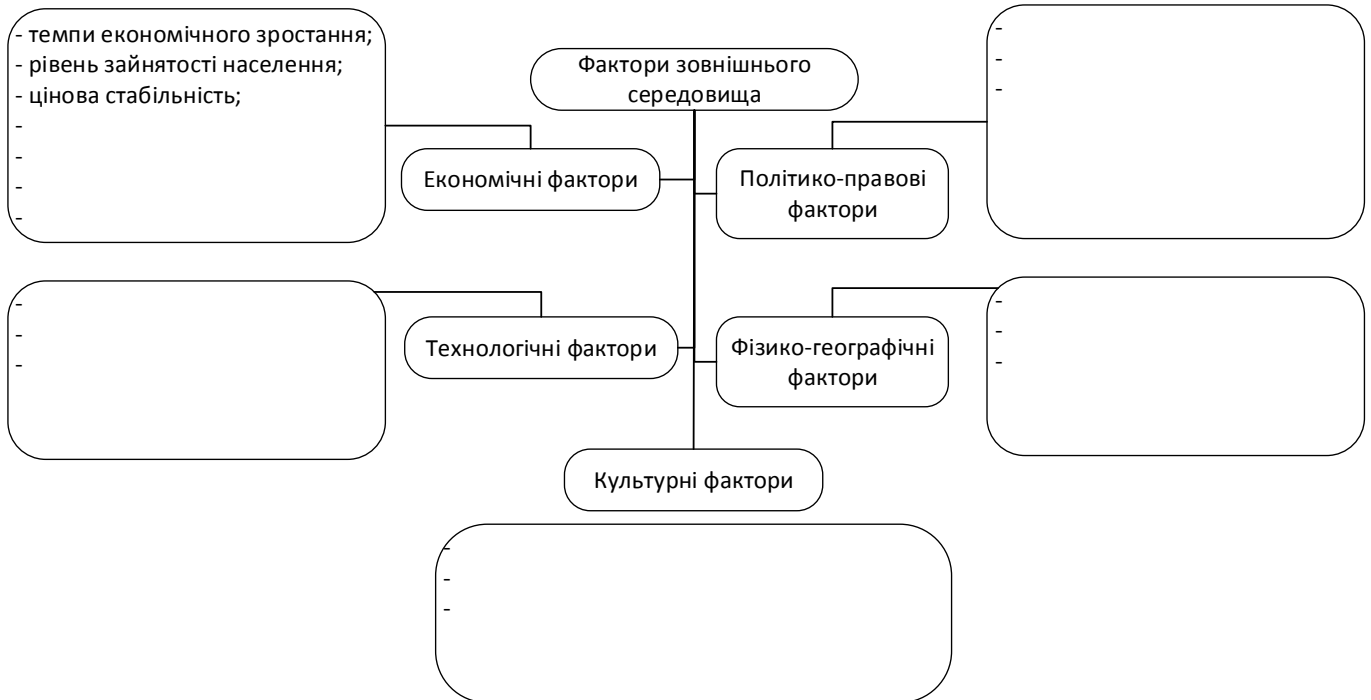 - темпи економічного зростання;
- рівень зайнятості населення;
- цінова стабільність;
-
-
-
-
Фактори зовнішнього
середовища
-
-
-
Економічні фактори
Політико-правові
фактори
-
-
-
Технологічні фактори
Фізико-географічні
фактори
-
-
-
Культурні фактори
-
-
-